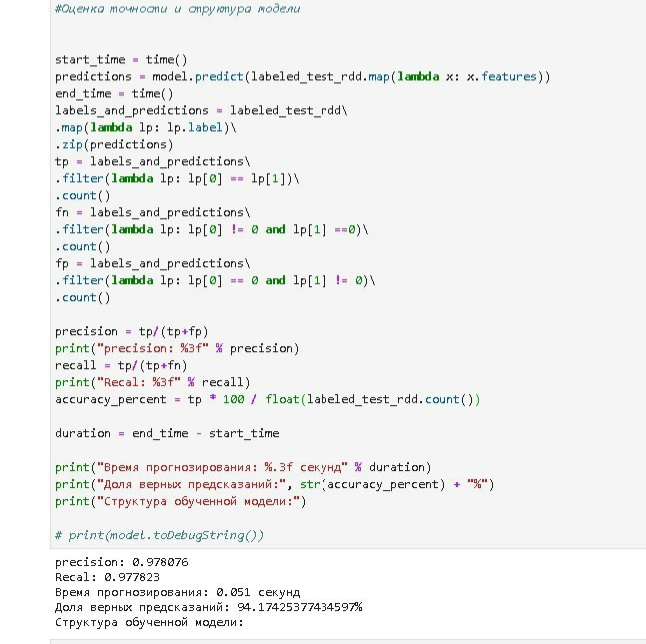 #Оценка точности и структура модели
start_time = time()
predictions = model.predict(labeled_test_rdd.map(lambda x: x.features))
end_time = time()
labels_and_predictions = labeled_test_rdd\
.map(lambda lp: lp.label)\
.zip(predictions)
tp = labels_and_predictions\
.filter(lambda lp: lp[0] == lp[1])\
.count()
fn = labels_and_predictions\
.filter(lambda lp: lp[0] != 0 and lp[1] ==0)\
.count()
fp = labels_and_predictions\
.filter(lambda lp: lp[0] == 0 and lp[1] != 0)\
.count()
precision = tp/(tp+fp)
print("precision: %3f" % precision)
recall = tp/(tp+fn)
print("Recal: %3f" % recall)
accuracy_percent = tp * 100 / float(labeled_test_rdd.count())
duration = end_time - start_time
print("Время прогнозирования: %.3f секунд" % duration)
print("Доля верных предсказаний:", str(accuracy_percent) + "%")
print("Структура обученной модели:")
# print(model.toDebugString())
precision: 0.978076
Recal: 0.977823
Время прогнозирования: 0.051 секунд
Доля верных предсказаний: 94.17425377434597%
Структура обученной модели: